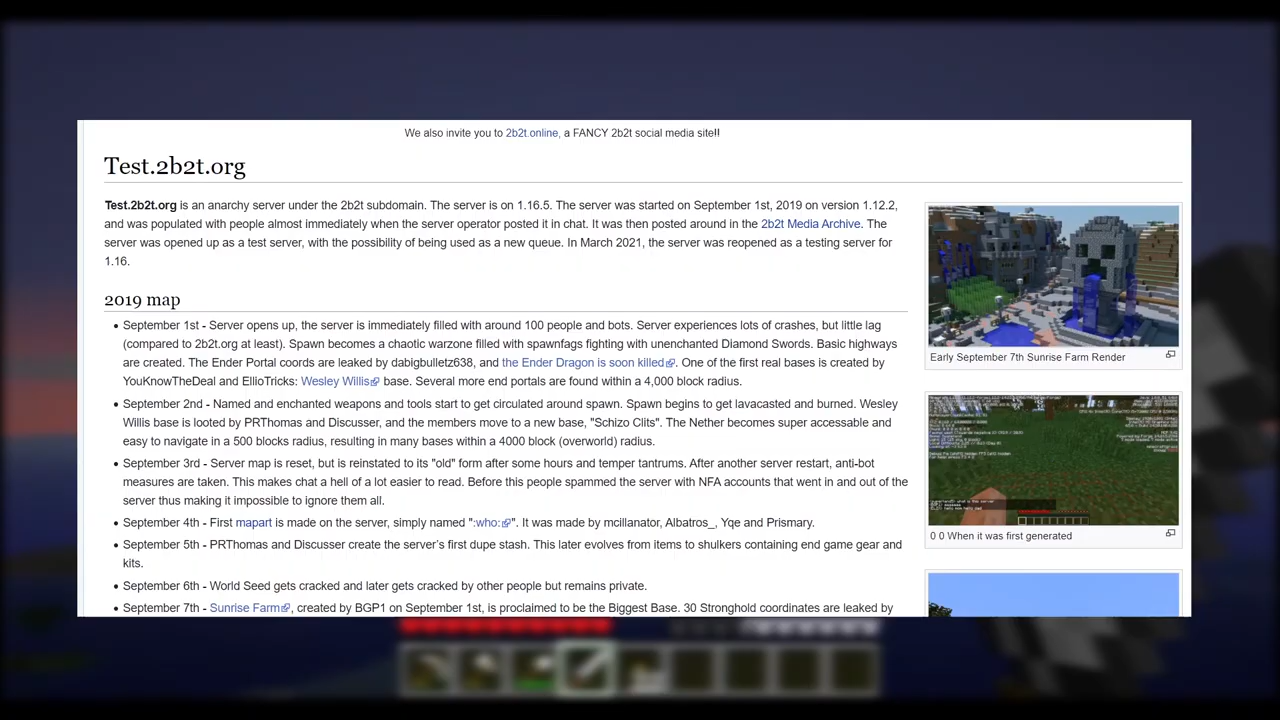 We also invite you to 2b2t.online, a FANCY 2b2t social media site!!
Test.2b2t.org
Test.2b2t.org is an anarchy server under the 2b2t subdomain. The server is on 1.16.5. The server was started on September 1st, 2019 on version 1.12.2,
and was populated with people almost immediately when the server operator posted it in chat. It was then posted around in the 2b2t Media Archive. The
server was opened up as a test server, with the possibility of being used as a new queue. In March 2021, the server was reopened as a testing server for
1.16.
2019 map
• September 1st - Server opens up, the server is immediately filled with around 100 people and bots. Server experiences lots of crashes, but little lag
(compared to 2b2t.org at least). Spawn becomes a chaotic warzone filled with spawnfags fighting with unenchanted Diamond Swords. Basic highways
are created. The Ender Portal coords are leaked by dabigbulletz638, and the Ender Dragon is soon killed. One of the first real bases is created by
YouKnowTheDeal and EllioTricks: Wesley Willis base. Several more end portals are found within a 4,000 block radius.
• September 2nd - Named and enchanted weapons and tools start to get circulated around spawn. Spawn begins to get lavacasted and burned. Wesley
Willis base is looted by PRThomas and Discusser, and the members move to a new base, "Schizo Clits". The Nether becomes super accessable and
easy to navigate in a 500 blocks radius, resulting in many bases within a 4000 block (overworld) radius.
• September 3rd - Server map is reset, but is reinstated to its "old" form after some hours and temper tantrums. After another server restart, anti-bot
measures are taken. This makes chat a hell of a lot easier to read. Before this people spammed the server with NFA accounts that went in and out of the
server thus making it impossible to ignore them all.
• September 4th - First mapart is made on the server, simply named ":who:". It was made by mcillanator, Albatros_, Yqe and Prismary.
• September 5th - PRThomas and Discusser create the server's first dupe stash. This later evolves from items to shulkers containing end game gear and
kits.
• September 6th - World Seed gets cracked and later gets cracked by other people but remains private.
• September 7th - Sunrise Farm, created by BGP1 on September 1st, is proclaimed to be the Biggest Base. 30 Stronghold coordinates are leaked by
Early September 7th Sunrise Farm Render
0 0 When it was first generated